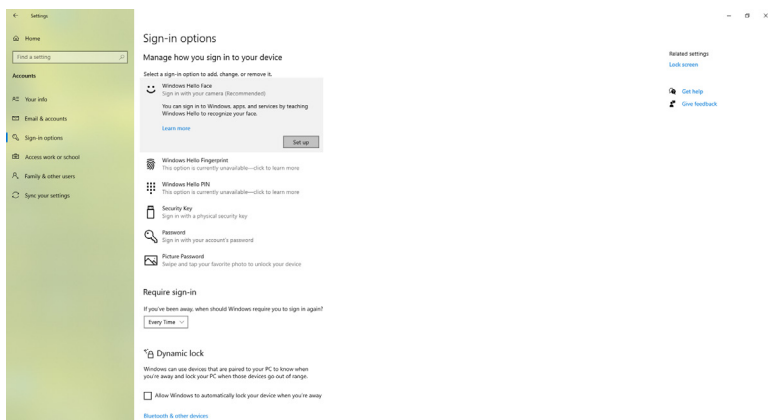 Settings
Home
Find a setting
Accounts
Your info
Email & accounts
Sign-in options
Access work or school
Family & other users
Sync your settings
Sign-in options
Manage how you sign in to your device
Select a sign-in option to add, change, or remove it.
Windows Hello Face
Sign in with your camera (Recommended)
You can sign in to Windows, apps, and services by teaching
Windows Hello to recognize your face.
Learn more
Set up
Windows Hello Fingerprint
This option is currently unavailable—click to learn more
Windows Hello PIN
This option is currently unavailable—click to learn more
Security Key
Sign in with a physical security key
Password
Sign in with your account's password
Picture Password
Swipe and tap your favorite photo to unlock your device
Require sign-in
If you've been away, when should Windows require you to sign in again?
Every Time
Dynamic lock
Windows can use devices that are paired to your PC to know when
you're away and lock your PC when those devices go out of range.
Allow Windows to automatically lock your device when you're away
Bluetooth & other devices
Related settings
Lock screen
Get help
Give feedback